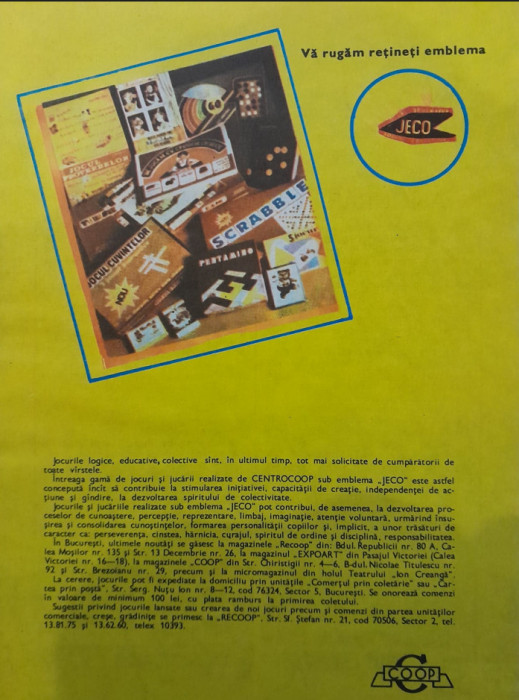 Vă rugăm rețineți emblema
JECO
JOCUL
SCRABBLE
JOCUL CUVINTELOR
NOU
PENTAMINO
Jocurile logice, educative, colective sînt, în ultimul timp, tot mai solicitate de cumpărătorii de
toate vîrstele.
Întreaga gamă de jocuri și jucării realizate de CENTROCOOP sub emblema „JECO" este astfel
concepută încît să contribuie la stimularea inițiativei, capacității de creație, independenței de ac-
țiune și gîndire, la dezvoltarea spiritului de colectivitate.
Jocurile și jucăriile realizate sub emblema „JECO" pot contribui, de asemenea, la dezvoltarea pro-
ceselor de cunoaștere, percepție, reprezentare, limbaj, imaginație, atenție voluntară, urmărind însu-
șirea și consolidarea cunoștințelor, formarea personalității copiilor și, implicit, a unor trăsături de
caracter ca: perseverența, cintea, hărnicia, curajul, spiritul de ordine și disciplină, responsabilitatea.
În București, ultimele noutăți se găsesc la magazinele „Recoop" din: Bdul. Republicii nr. 80 A, Ca-
lea Moșilor nr. 135 și Str. 13 Decembrie nr. 26, la magazinul „EXPOART" din Pasajul Victoriei (Calea
Victoriei nr. 16—18), la magazinele „COOP" din Str. Chiristigii nr. 4—6, B-dul. Nicolae Titulescu nr.
92 și Str. Brezoianu nr. 29, precum și la micromagazinul din holul Teatrului „Ion Creangă".
La cerere, jocurile pot fi expediate la domiciliu prin unitățile „Comerțul prin coletărie" sau „Car-
tea prin poștă", Str. Serg. Nuțu Ion nr. 8—12, cod 76324, Sector 5, București. Se onorează comenzi
în valoare de minimum 100 lei, cu plata ramburs la primirea coletului.
Sugestii privind jocurile lansate sau crearea de noi jocuri precum și comenzi din partea unităților
comerciale, creșe, grădinițe se primesc la „RECOOP", Str. Sf. Ștefan nr. 21, cod 70506, Sector 2, tel.
13.81.75 și 13.62.60, telex 10393.
COOP